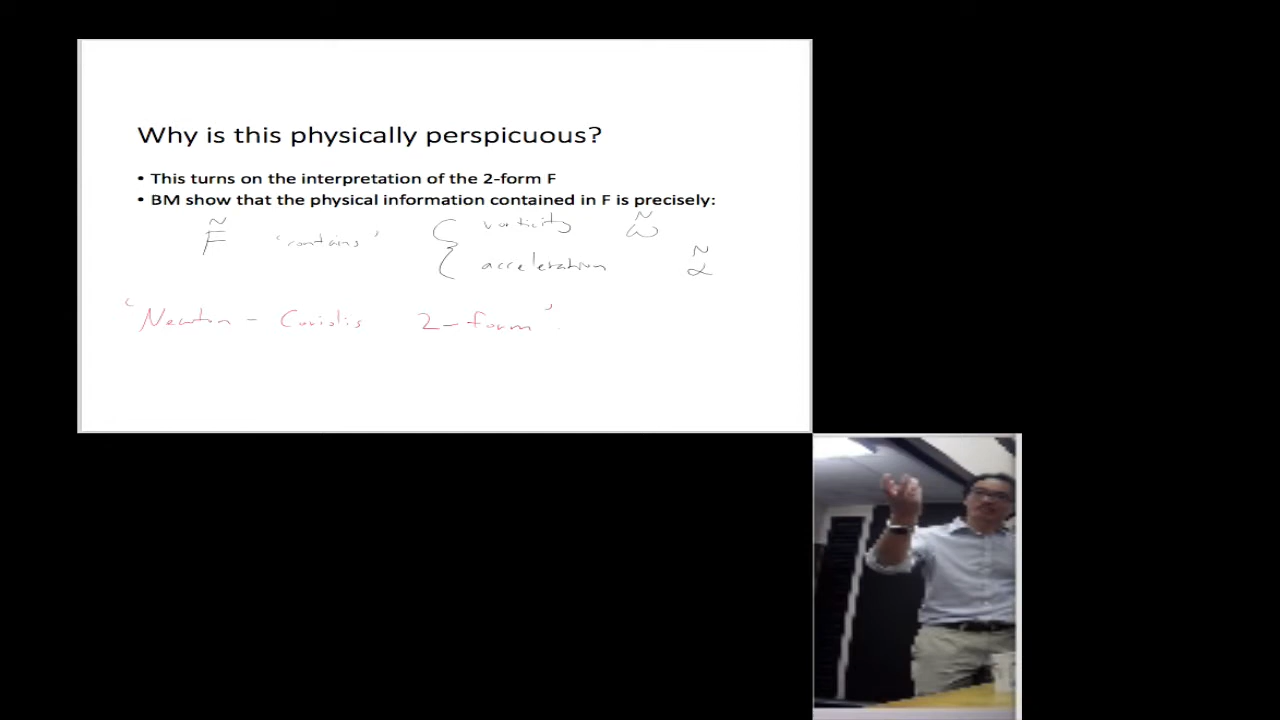 Why is this physically perspicuous?
• This turns on the interpretation of the 2-form F
• BM show that the physical information contained in F is precisely:
F̃ 'contains' { vorticity ω̃
acceleration α̃
'Newton - Coriolis 2-form'